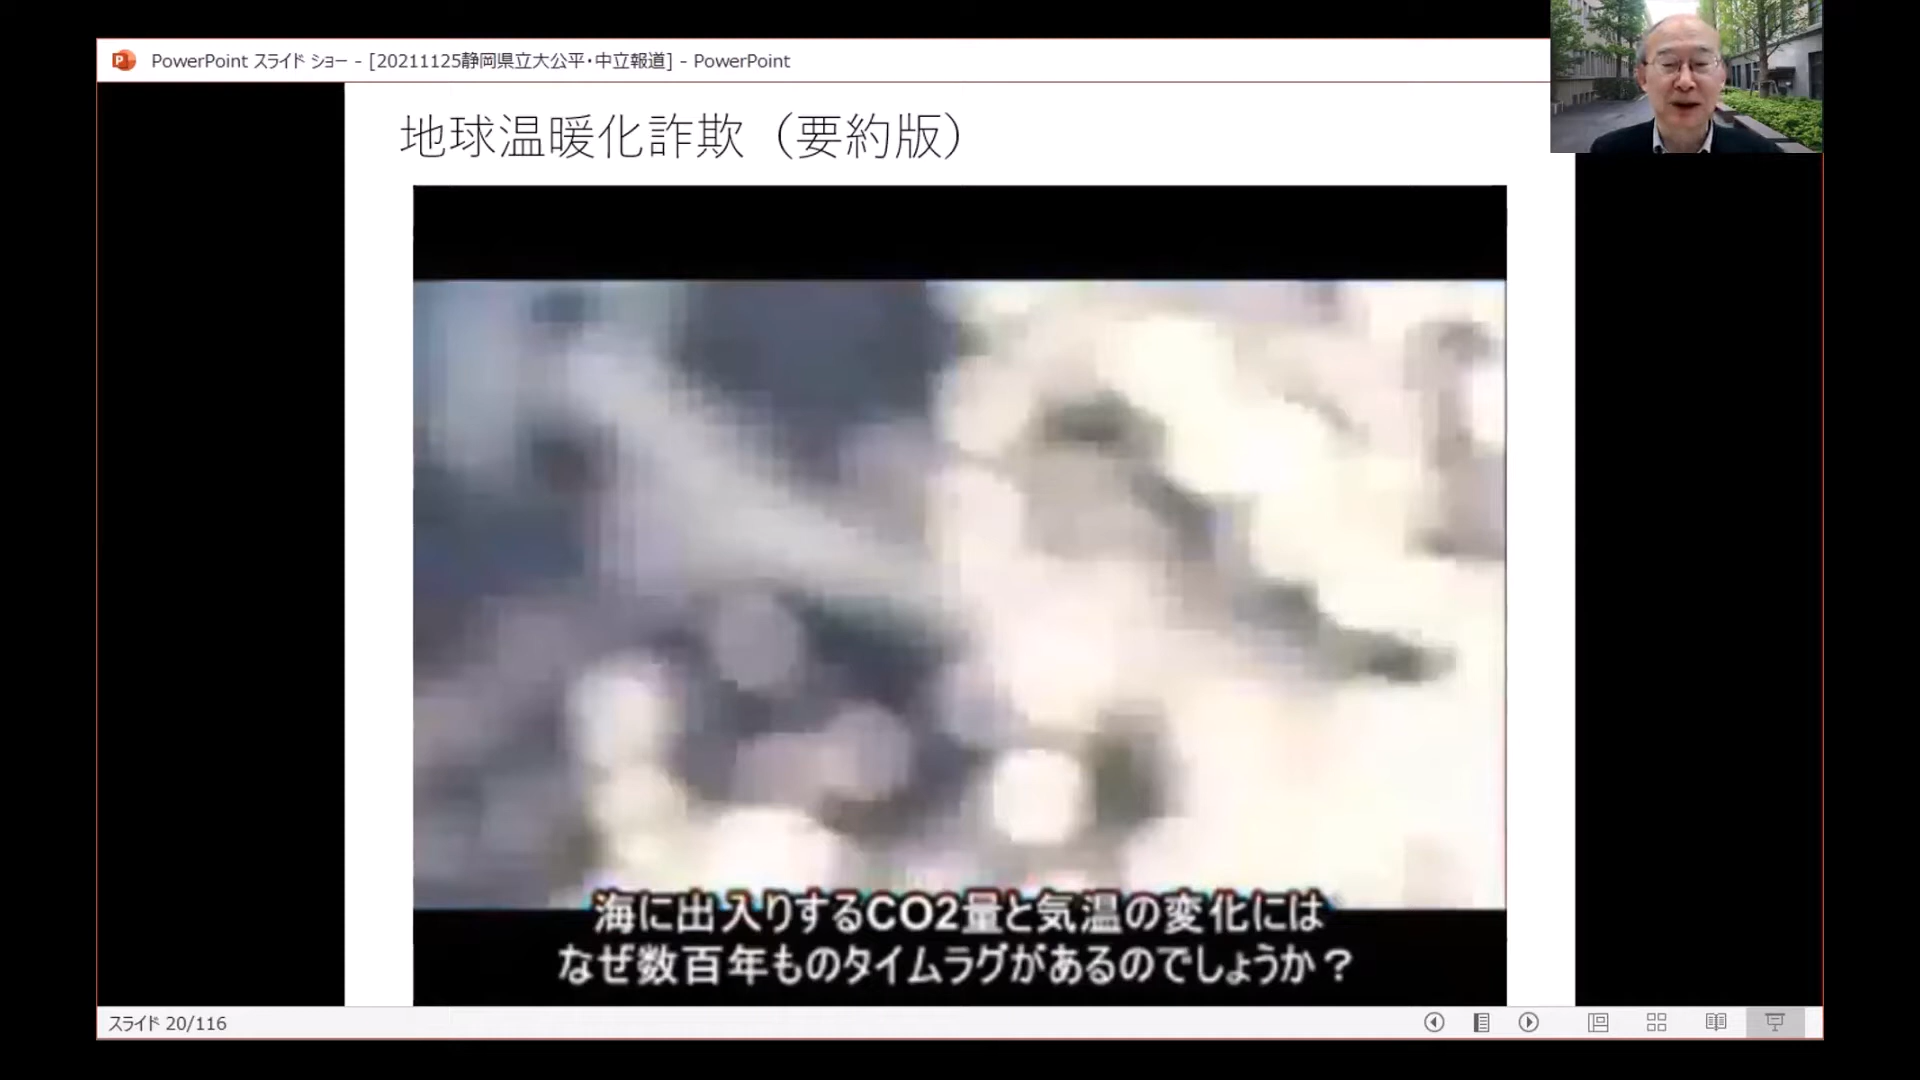 PowerPoint スライド ショー - [20211125静岡県立大公平・中立報道] - PowerPoint
地球温暖化詐欺（要約版）
海に出入りするCO2量と気温の変化には
なぜ数百年ものタイムラグがあるのでしょうか？
スライド 20/116